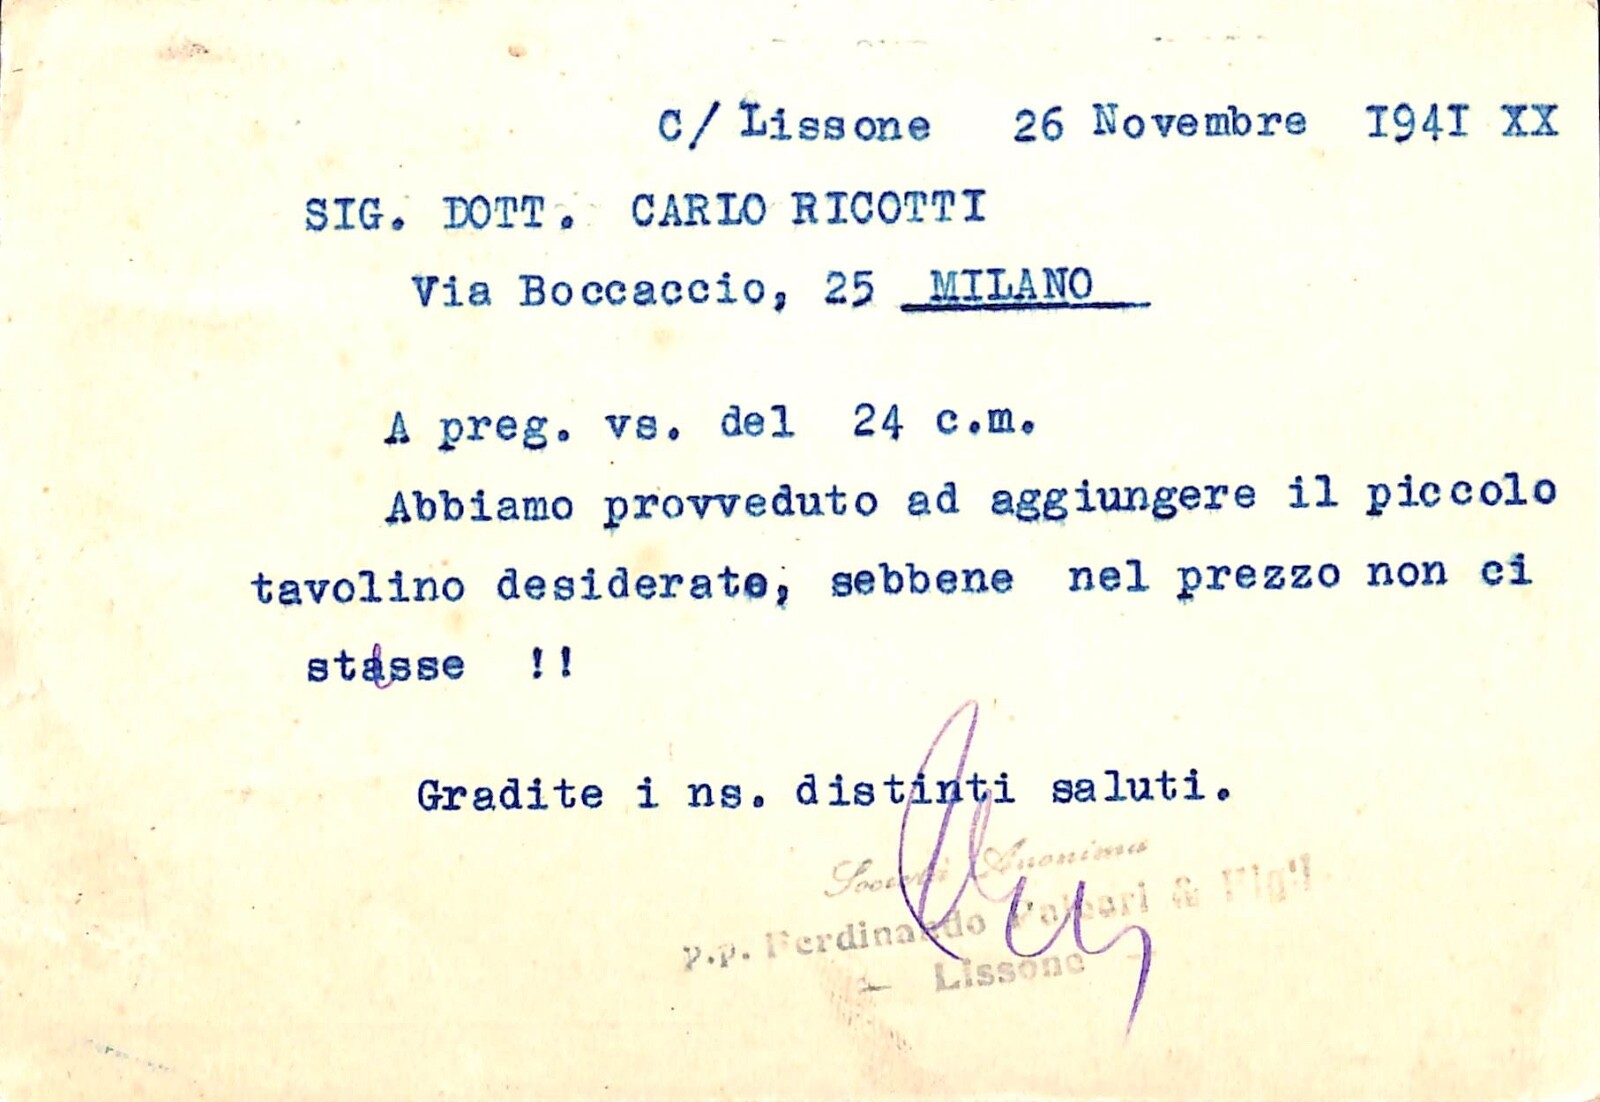 C/ Lissone 26 Novembre I94I XX
SIG. DOTT. CARLO RICOTTI
Via Boccaccio, 25 MILANO
A preg. vs. del 24 c.m.
Abbiamo provveduto ad aggiungere il piccolo
tavolino desiderato, sebbene nel prezzo non ci
stesse !!
Gradite i ns. distinti saluti.
Società Anonima
p.p. Ferdinando Paleari & Figli
— Lissone —